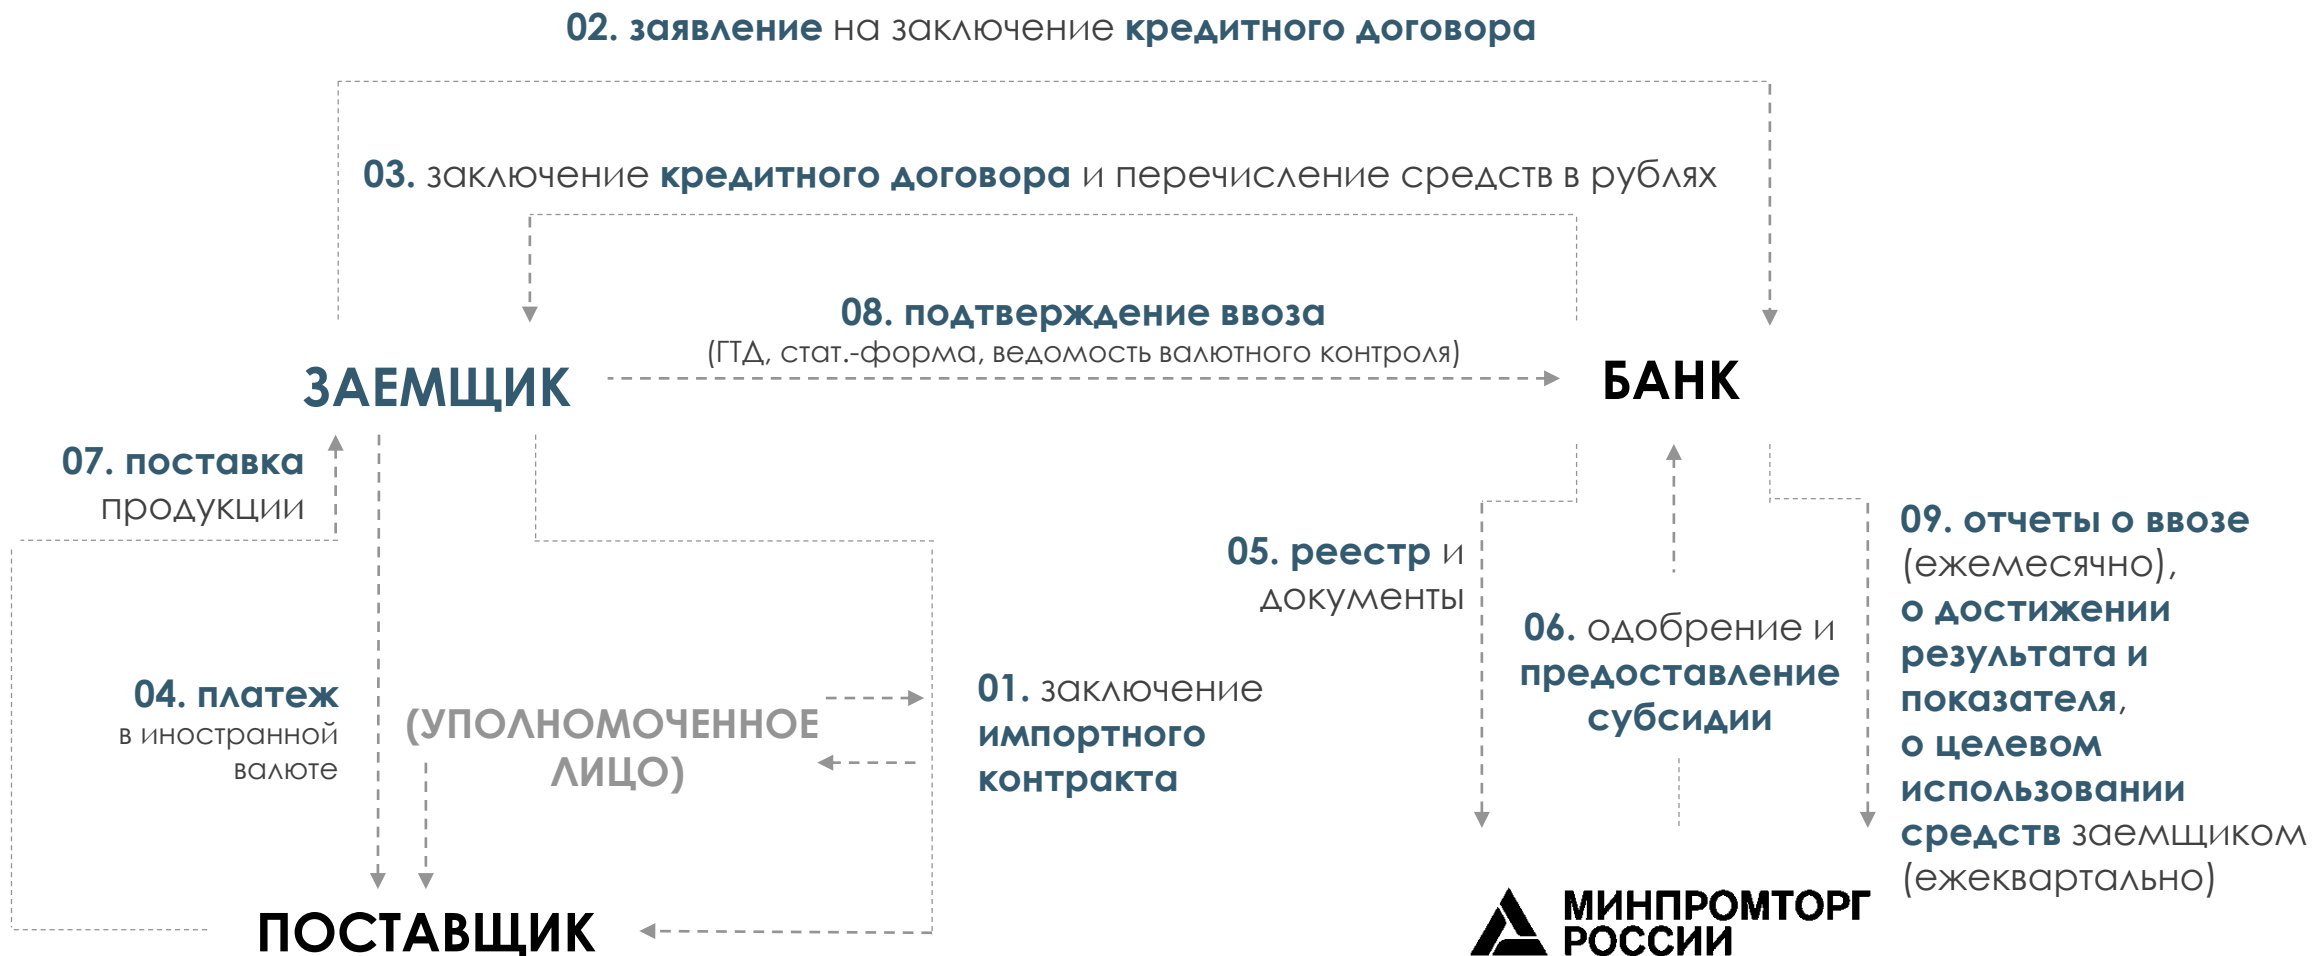 02. заявление на заключение кредитного договора
03. заключение кредитного договора и перечисление средств в рублях
08. подтверждение ввоза
(ГТД, стат.-форма, ведомость валютного контроля)
ЗАЕМЩИК
БАНК
07. поставка
продукции
05. реестр и
документы
09. отчеты о ввозе
(ежемесячно),
о достижении
результата и
показателя,
о целевом
использовании
средств заемщиком
(ежеквартально)
06. одобрение и
предоставление
субсидии
04. платеж
в иностранной
валюте
(УПОЛНОМОЧЕННОЕ
ЛИЦО)
01. заключение
импортного
контракта
ПОСТАВЩИК
МИНПРОМТОРГ
РОССИИ